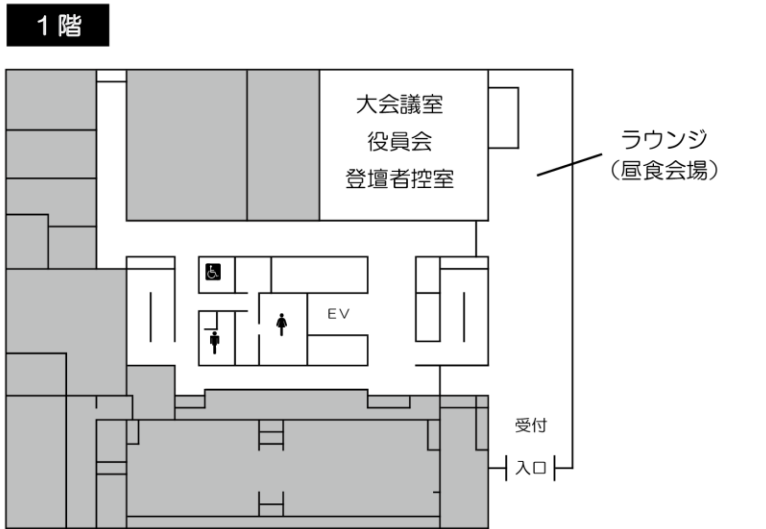 1階
大会議室
役員会
登壇者控室
ラウンジ
（昼食会場）
EV
受付
入口